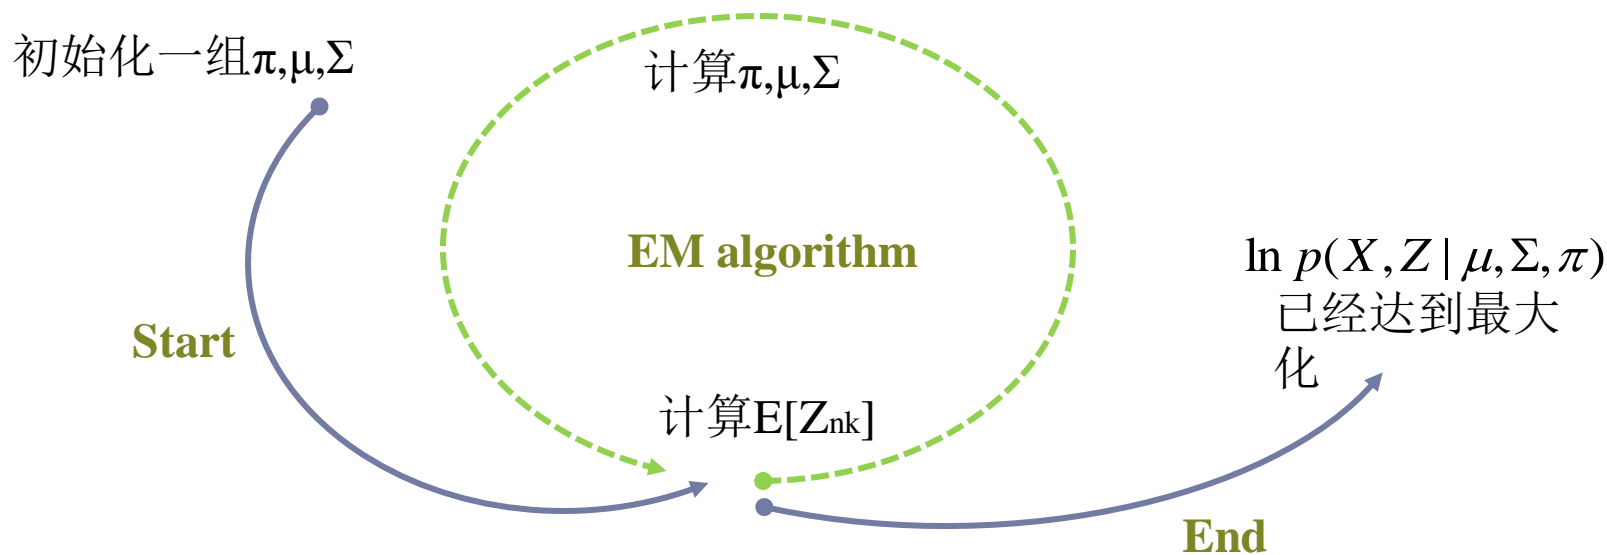 初始化一组π,μ,Σ
计算π,μ,Σ
EM algorithm
ln p(X,Z|μ,Σ,π)
已经达到最大
化
Start
计算E[Znk]
End